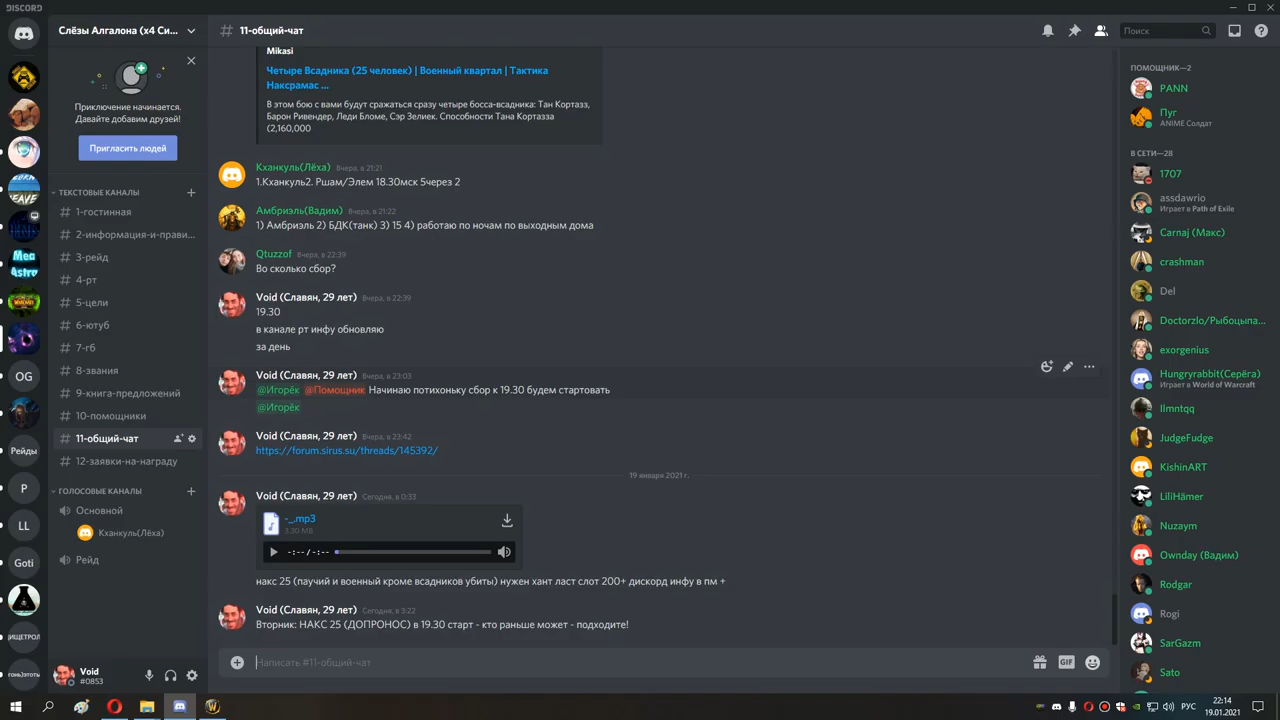 DISCORD
Слёзы Алгалона (x4 Си...
Приключение начинается.
Давайте добавим друзей!
Пригласить людей
ТЕКСТОВЫЕ КАНАЛЫ
1-гостинная
2-информация-и-прави...
3-рейд
4-рт
5-цели
6-ютуб
7-гб
8-звания
9-книга-предложений
10-помощники
11-общий-чат
12-заявки-на-награду
ГОЛОСОВЫЕ КАНАЛЫ
Основной
Кханкуль(Лёха)
Рейд
OG
Рейды
P
LL
Goti
Void
#0853
11-общий-чат
Поиск
Mikasi
Четыре Всадника (25 человек) | Военный квартал | Тактика
Наксрамас ...
В этом бою с вами будут сражаться сразу четыре босса-всадника: Тан Кортазз,
Барон Ривендер, Леди Бломе, Сэр Зелиек. Способности Тана Кортазза
(2,160,000
Кханкуль(Лёха) Вчера, в 21:21
1.Кханкуль2. Ршам/Элем 18.30мск 5через 2
Амбриэль(Вадим) Вчера, в 21:22
1) Амбриэль 2) БДК(танк) 3) 15 4) работаю по ночам по выходным дома
Qtuzzof Вчера, в 22:39
Во сколько сбор?
Void (Славян, 29 лет) Вчера, в 22:39
19.30
в канале рт инфу обновляю
за день
Void (Славян, 29 лет) Вчера, в 23:03
@Игорёк @Помощник Начинаю потихоньку сбор к 19.30 будем стартовать
@Игорёк
Void (Славян, 29 лет) Вчера, в 23:42
https://forum.sirus.su/threads/145392/
19 января 2021 г.
Void (Славян, 29 лет) Сегодня, в 0:33
-_.mp3
3.30 MB
-:--/-:--
накс 25 (паучий и военный кроме всадников убиты) нужен хант ласт слот 200+ дискорд инфу в пм +
Void (Славян, 29 лет) Сегодня, в 3:22
Вторник: НАКС 25 (ДОПРОНОС) в 19.30 старт - кто раньше может - подходите!
Написать #11-общий-чат
GIF
ПОМОЩНИК—2
PANN
Пуг
ANIME Солдат
В СЕТИ—28
1707
assdawrio
Играет в Path of Exile
Carnaj (Макс)
crashman
Del
Doctorzlo/Рыбоцыпа...
exorgenius
Hungryrabbit(Серёга)
Играет в World of Warcraft
Ilmntqq
JudgeFudge
KishinART
LiliHämer
Nuzaym
Ownday (Вадим)
Rodgar
Rogi
SarGazm
Sato
РУС
22:14
19.01.2021